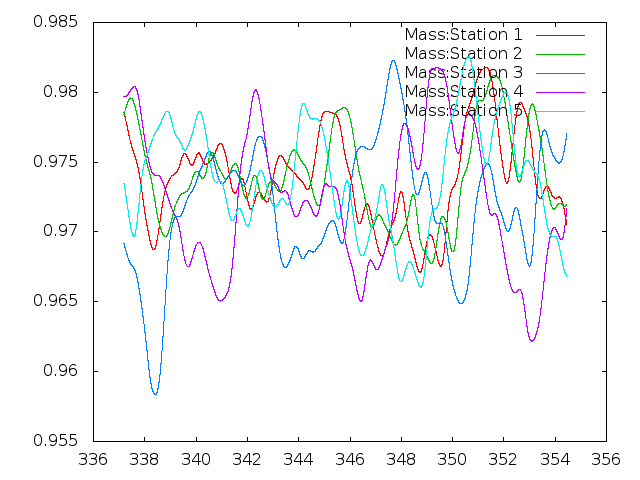 0.985
0.98
0.975
0.97
0.965
0.96
0.955
336 338 340 342 344 346 348 350 352 354 356
Mass:Station 1
Mass:Station 2
Mass:Station 3
Mass:Station 4
Mass:Station 5